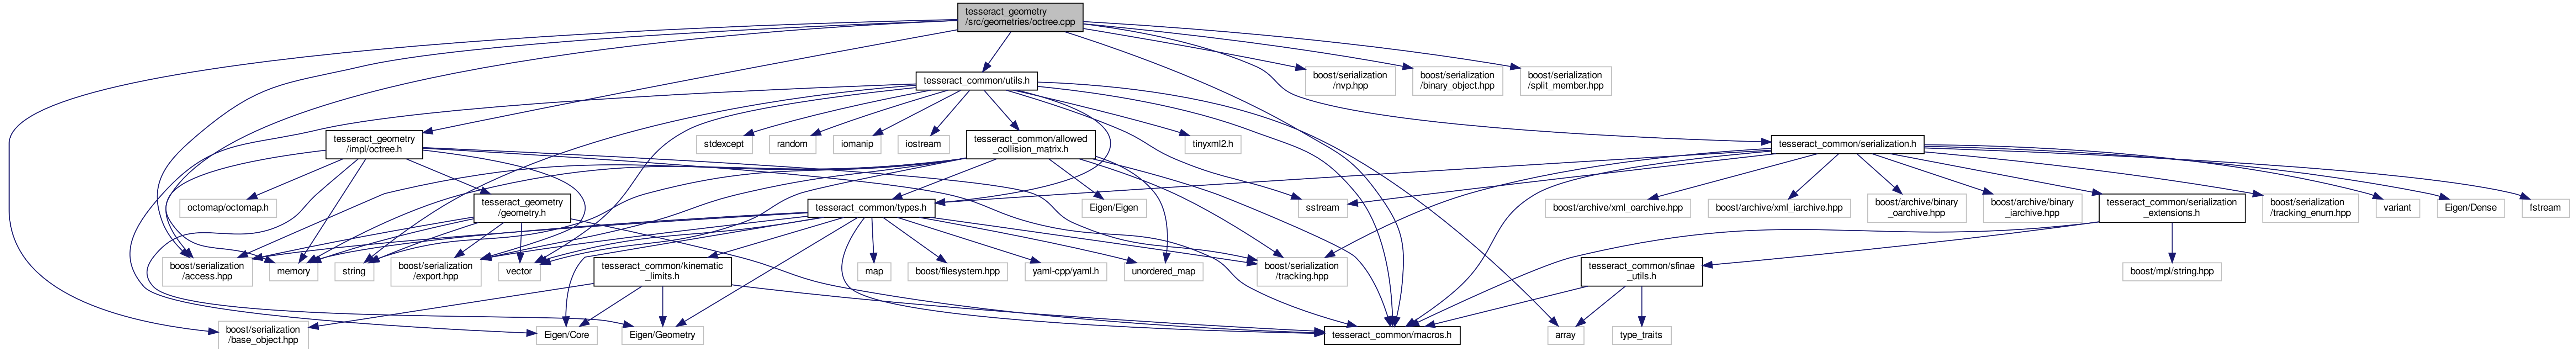 tesseract_geometry
/src/geometries/octree.cpp
tesseract_common/utils.h
boost/serialization
/nvp.hpp
boost/serialization
/binary_object.hpp
boost/serialization
/split_member.hpp
tesseract_geometry
/impl/octree.h
stdexcept
random
iomanip
iostream
tesseract_common/allowed
_collision_matrix.h
tinyxml2.h
tesseract_common/serialization.h
octomap/octomap.h
tesseract_geometry
/geometry.h
tesseract_common/types.h
Eigen/Eigen
sstream
boost/archive/xml_oarchive.hpp
boost/archive/xml_iarchive.hpp
boost/archive/binary
_oarchive.hpp
boost/archive/binary
_iarchive.hpp
tesseract_common/serialization
_extensions.h
boost/serialization
/tracking_enum.hpp
variant
Eigen/Dense
fstream
boost/serialization
/access.hpp
memory
string
boost/serialization
/export.hpp
vector
tesseract_common/kinematic
_limits.h
map
boost/filesystem.hpp
yaml-cpp/yaml.h
unordered_map
boost/serialization
/tracking.hpp
tesseract_common/sfinae
_utils.h
boost/mpl/string.hpp
boost/serialization
/base_object.hpp
Eigen/Core
Eigen/Geometry
tesseract_common/macros.h
array
type_traits